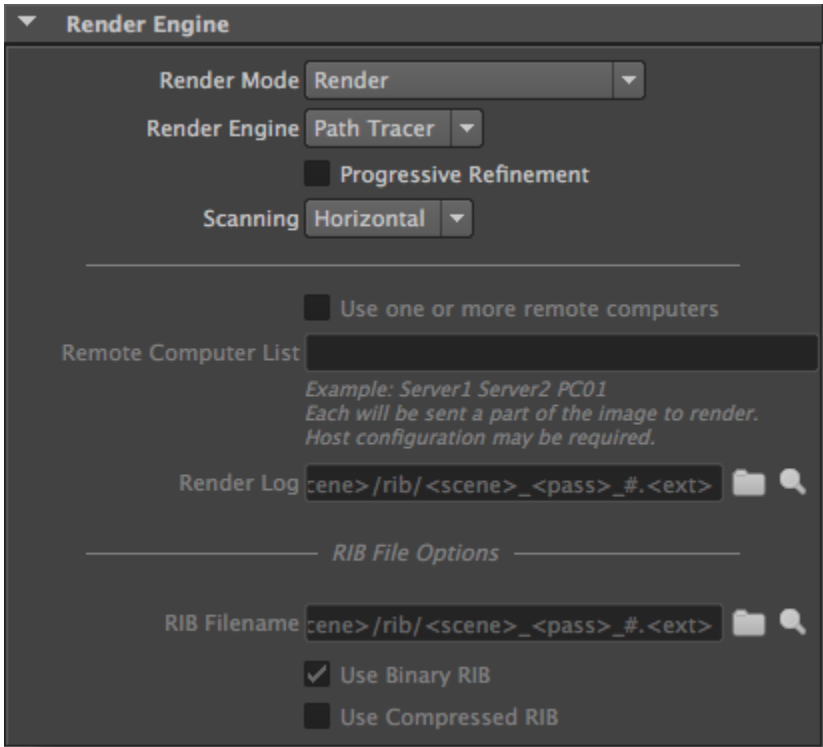 Render Engine
Render Mode Render
Render Engine Path Tracer
Progressive Refinement
Scanning Horizontal
Use one or more remote computers
Remote Computer List
Example: Server1 Server2 PC01
Each will be sent a part of the image to render.
Host configuration may be required.
Render Log cene>/rib/<scene>_<pass>_#.<ext>
RIB File Options
RIB Filename cene>/rib/<scene>_<pass>_#.<ext>
Use Binary RIB
Use Compressed RIB